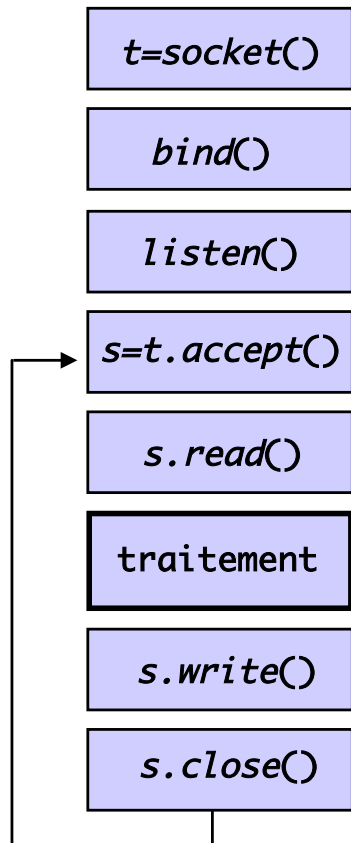 t=socket()
bind()
listen()
s=t.accept()
s.read()
traitement
s.write()
s.close()